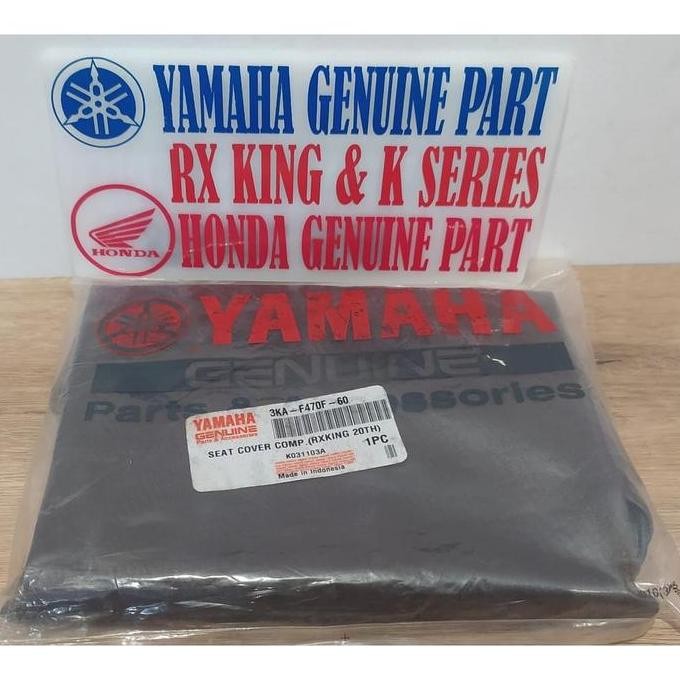 YAMAHA GENUINE PART
RX KING & K SERIES
HONDA
HONDA GENUINE PART
YAMAHA
GENUINE
Parts & Accessories
YAMAHA
GENUINE
Parts & Accessories
3KA-F470F-60
SEAT COVER COMP.(RXKING 20TH)
K031103A
1PC
Made in Indonesia